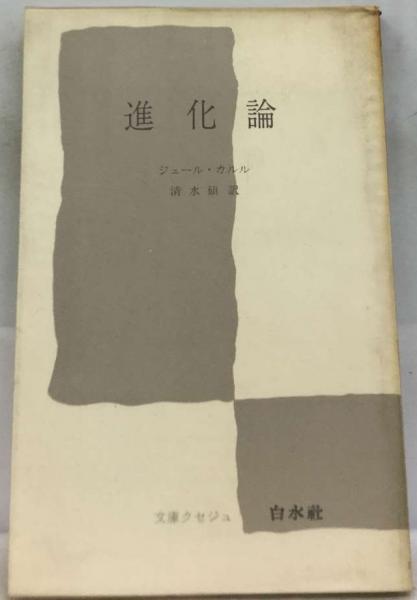 進化論
ジュール・カルル
清水碩訳
文庫クセジュ
白水社